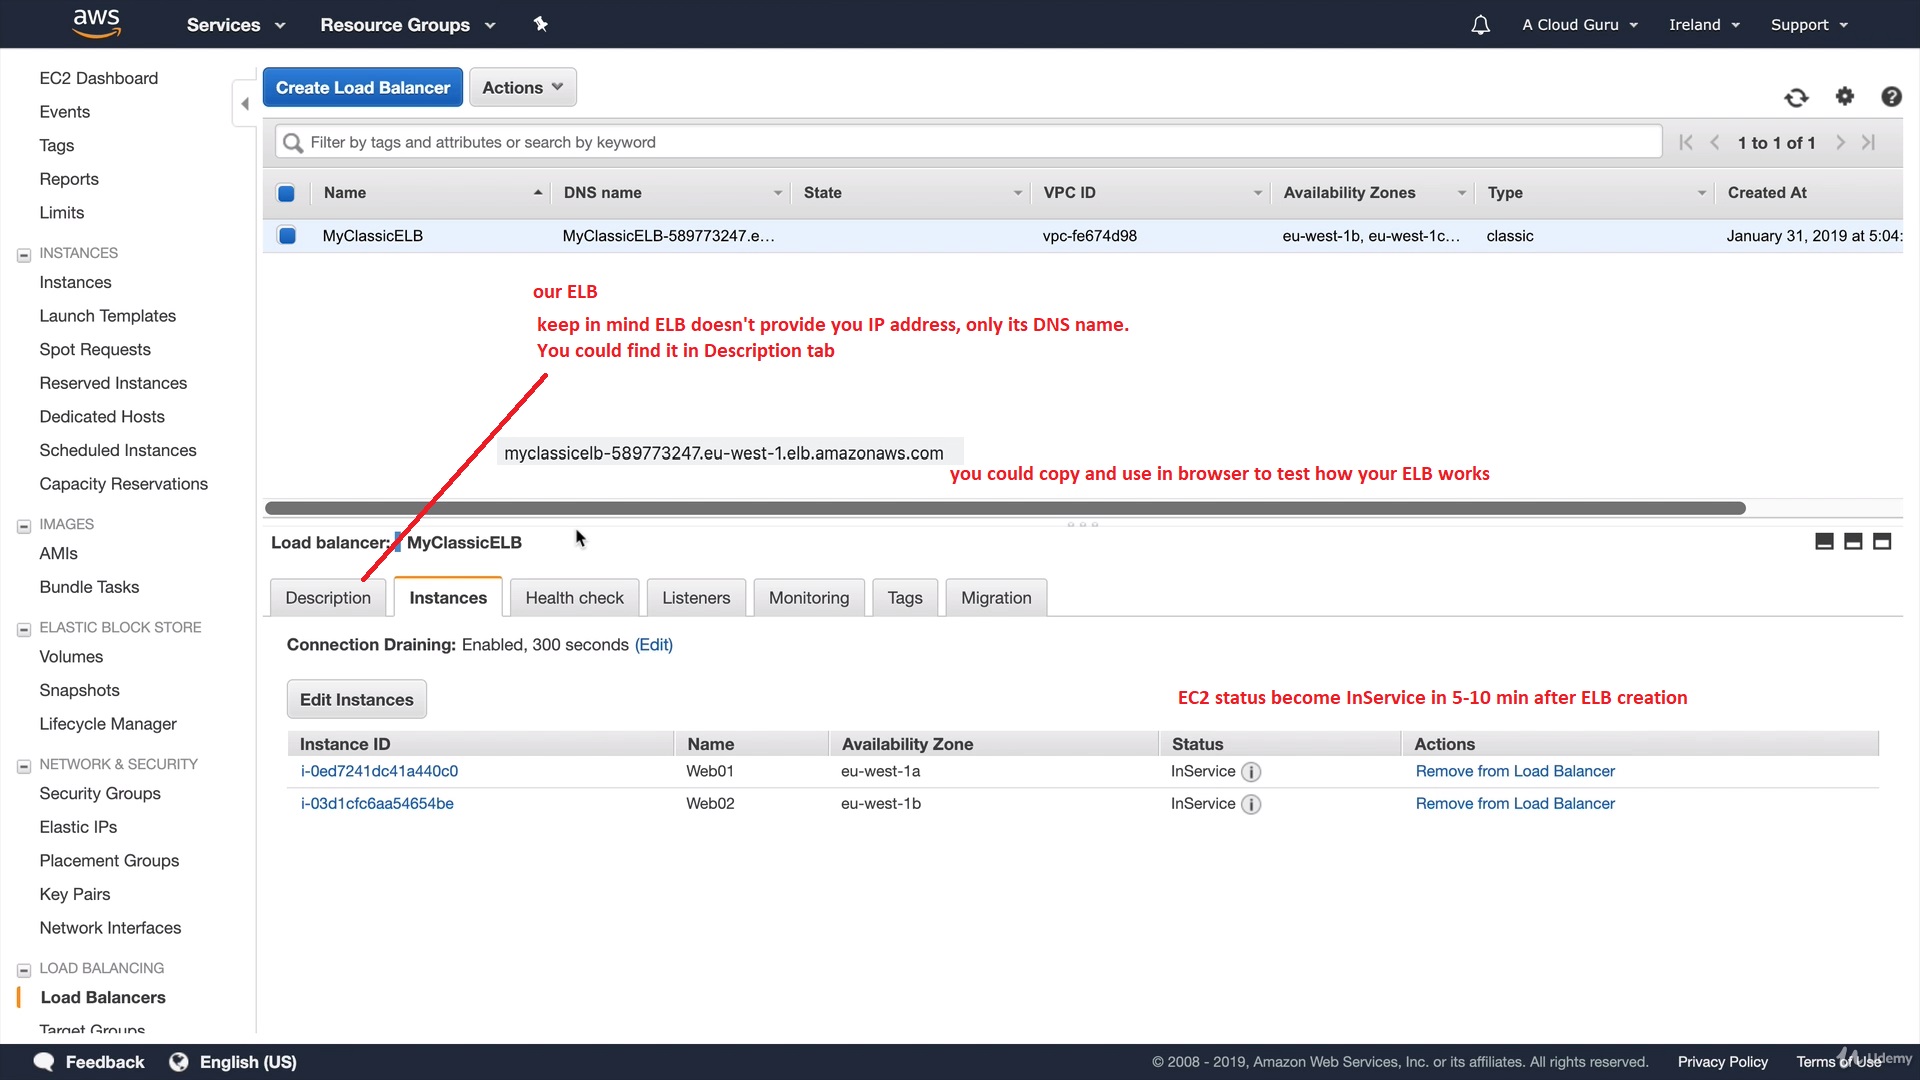 aws
Services
Resource Groups
A Cloud Guru
Ireland
Support
EC2 Dashboard
Events
Tags
Reports
Limits
INSTANCES
Instances
Launch Templates
Spot Requests
Reserved Instances
Dedicated Hosts
Scheduled Instances
Capacity Reservations
IMAGES
AMIs
Bundle Tasks
ELASTIC BLOCK STORE
Volumes
Snapshots
Lifecycle Manager
NETWORK & SECURITY
Security Groups
Elastic IPs
Placement Groups
Key Pairs
Network Interfaces
LOAD BALANCING
Load Balancers
Target Groups
Create Load Balancer
Actions
Filter by tags and attributes or search by keyword
1 to 1 of 1
Name DNS name State VPC ID Availability Zones Type Created At
MyClassicELB MyClassicELB-589773247.e... vpc-fe674d98 eu-west-1b, eu-west-1c... classic January 31, 2019 at 5:04:
our ELB
keep in mind ELB doesn't provide you IP address, only its DNS name.
You could find it in Description tab
myclassicelb-589773247.eu-west-1.elb.amazonaws.com
you could copy and use in browser to test how your ELB works
Load balancer: MyClassicELB
Description Instances Health check Listeners Monitoring Tags Migration
Connection Draining: Enabled, 300 seconds (Edit)
Edit Instances
EC2 status become InService in 5-10 min after ELB creation
Instance ID Name Availability Zone Status Actions
i-0ed7241dc41a440c0 Web01 eu-west-1a InService Remove from Load Balancer
i-03d1cfc6aa54654be Web02 eu-west-1b InService Remove from Load Balancer
Feedback
English (US)
© 2008 - 2019, Amazon Web Services, Inc. or its affiliates. All rights reserved.
Privacy Policy
Terms of Use
Udemy